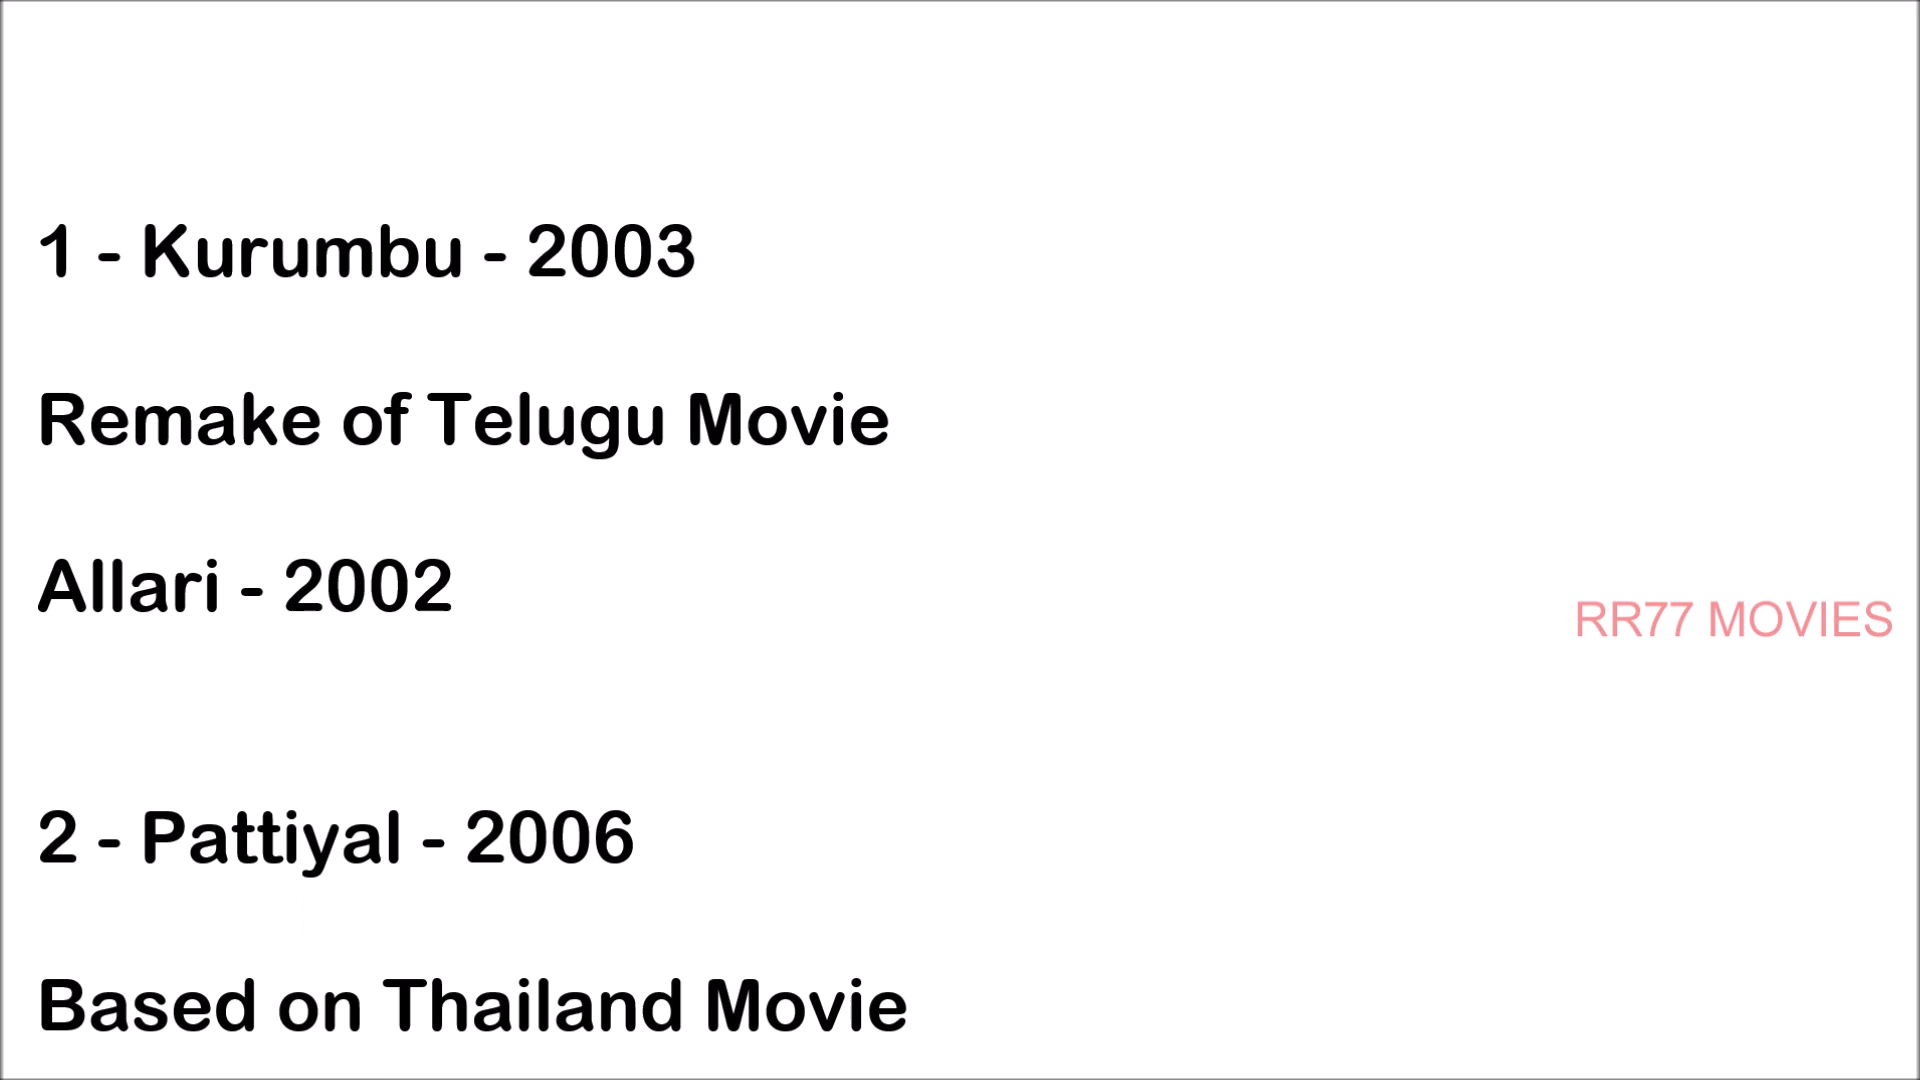 1 - Kurumbu - 2003
Remake of Telugu Movie
Allari - 2002
RR77 MOVIES
2 - Pattiyal - 2006
Based on Thailand Movie